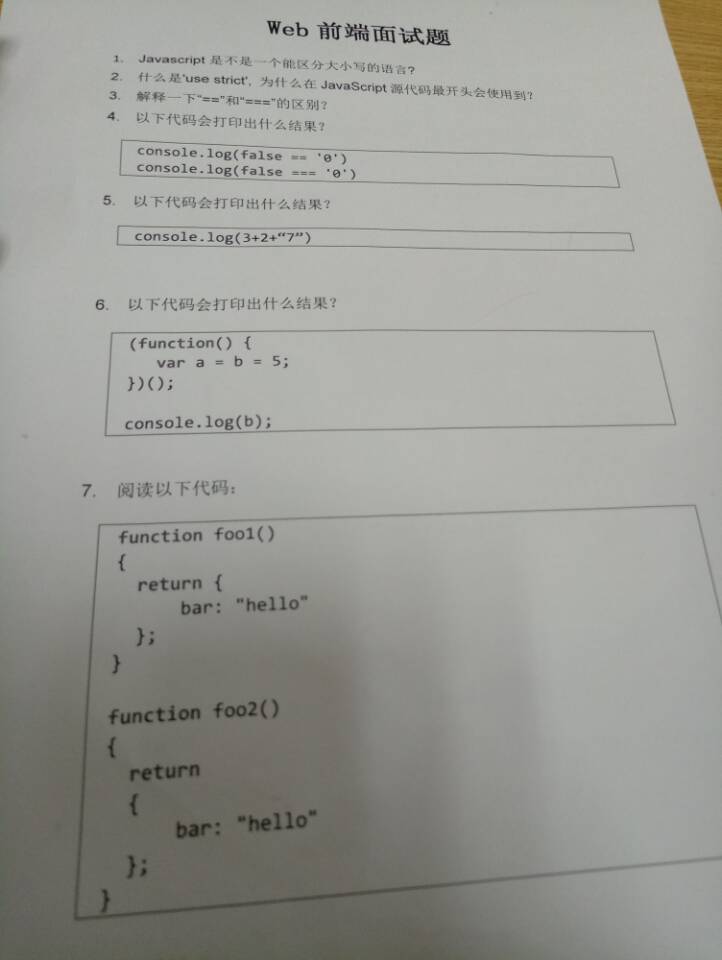 Web 前端面试题
1. Javascript 是不是一个能区分大小写的语言?
2. 什么是'use strict', 为什么在 JavaScript 源代码最开头会使用到?
3. 解释一下“==”和“===”的区别?
4. 以下代码会打印出什么结果?
console.log(false == '0')
console.log(false === '0')
5. 以下代码会打印出什么结果?
console.log(3+2+“7”)
6. 以下代码会打印出什么结果?
(function() {
var a = b = 5;
})();
console.log(b);
7. 阅读以下代码:
function foo1()
{
return {
bar: "hello"
};
}
function foo2()
{
return
{
bar: "hello"
};
}